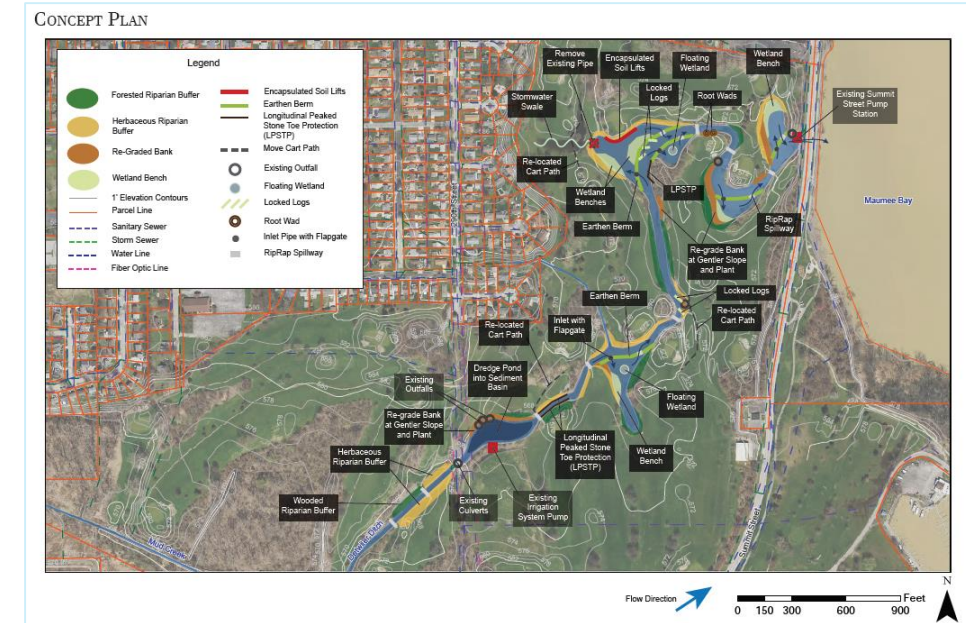 CONCEPT PLAN
Legend
Forested Riparian Buffer
Herbaceous Riparian
Buffer
Re-Graded Bank
Wetland Bench
1' Elevation Contours
Parcel Line
Sanitary Sewer
Storm Sewer
Water Line
Fiber Optic Line
Encapsulated Soil Lifts
Earthen Berm
Longitudinal Peaked
Stone Toe Protection
(LPSTP)
Move Cart Path
Existing Outfall
Floating Wetland
Locked Logs
Root Wad
Inlet Pipe with Flapgate
RipRap Spillway
Remove
Existing Pipe
Encapsulated
Soil Lifts
Floating
Wetland
Wetland
Bench
Stormwater
Swale
Locked
Logs
Root Wads
Existing Summit
Street Pump
Station
Re-located
Cart Path
Wetland
Benches
LPSTP
Maumee Bay
Earthen Berm
RipRap
Spillway
Re-grade Bank
at Gentler Slope
and Plant
Earthen Berm
Locked Logs
Re-located
Cart Path
Inlet with
Flapgate
Re-located
Cart Path
Dredge Pond
into Sediment
Basin
Existing
Outfalls
Re-grade Bank
at Gentler Slope
and Plant
Floating
Wetland
Longitudinal
Peaked Stone
Toe Protection
(LPSTP)
Wetland
Bench
Herbaceous
Riparian Buffer
Wooded
Riparian Buffer
Existing
Culverts
Existing
Irrigation
System Pump
290th Street
Summit Street
Mud Creek
Flow Direction
0 150 300 600 900
Feet
N